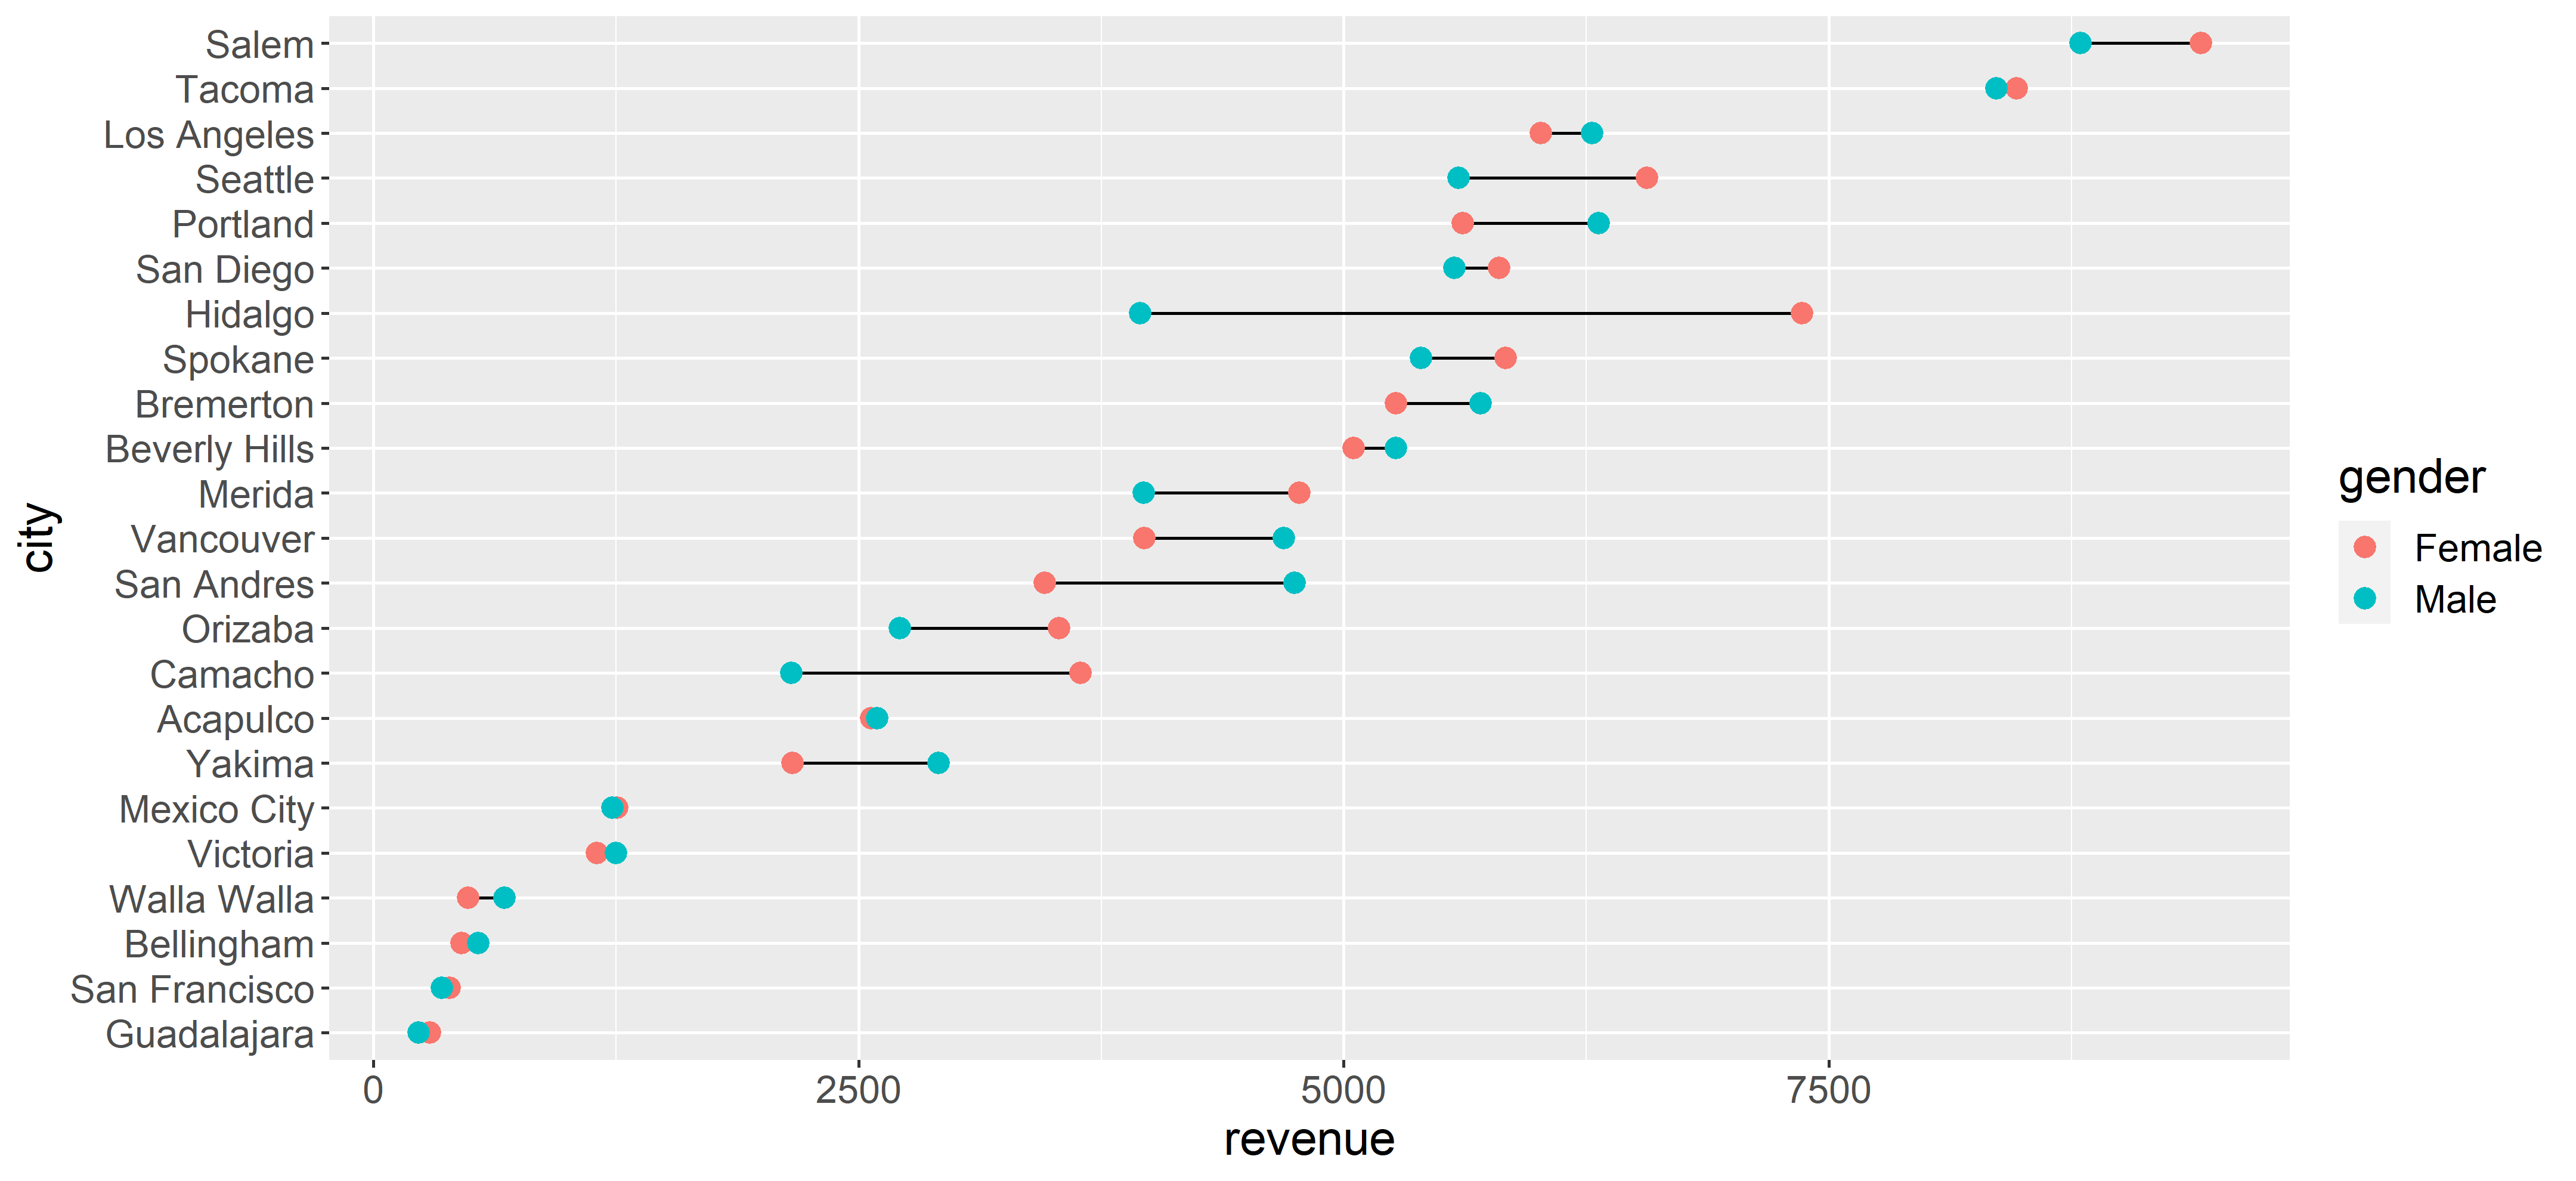 Salem
Tacoma
Los Angeles
Seattle
Portland
San Diego
Hidalgo
Spokane
Bremerton
Beverly Hills
Merida
Vancouver
San Andres
Orizaba
Camacho
Acapulco
Yakima
Mexico City
Victoria
Walla Walla
Bellingham
San Francisco
Guadalajara
city
0 2500 5000 7500
revenue
gender
Female
Male